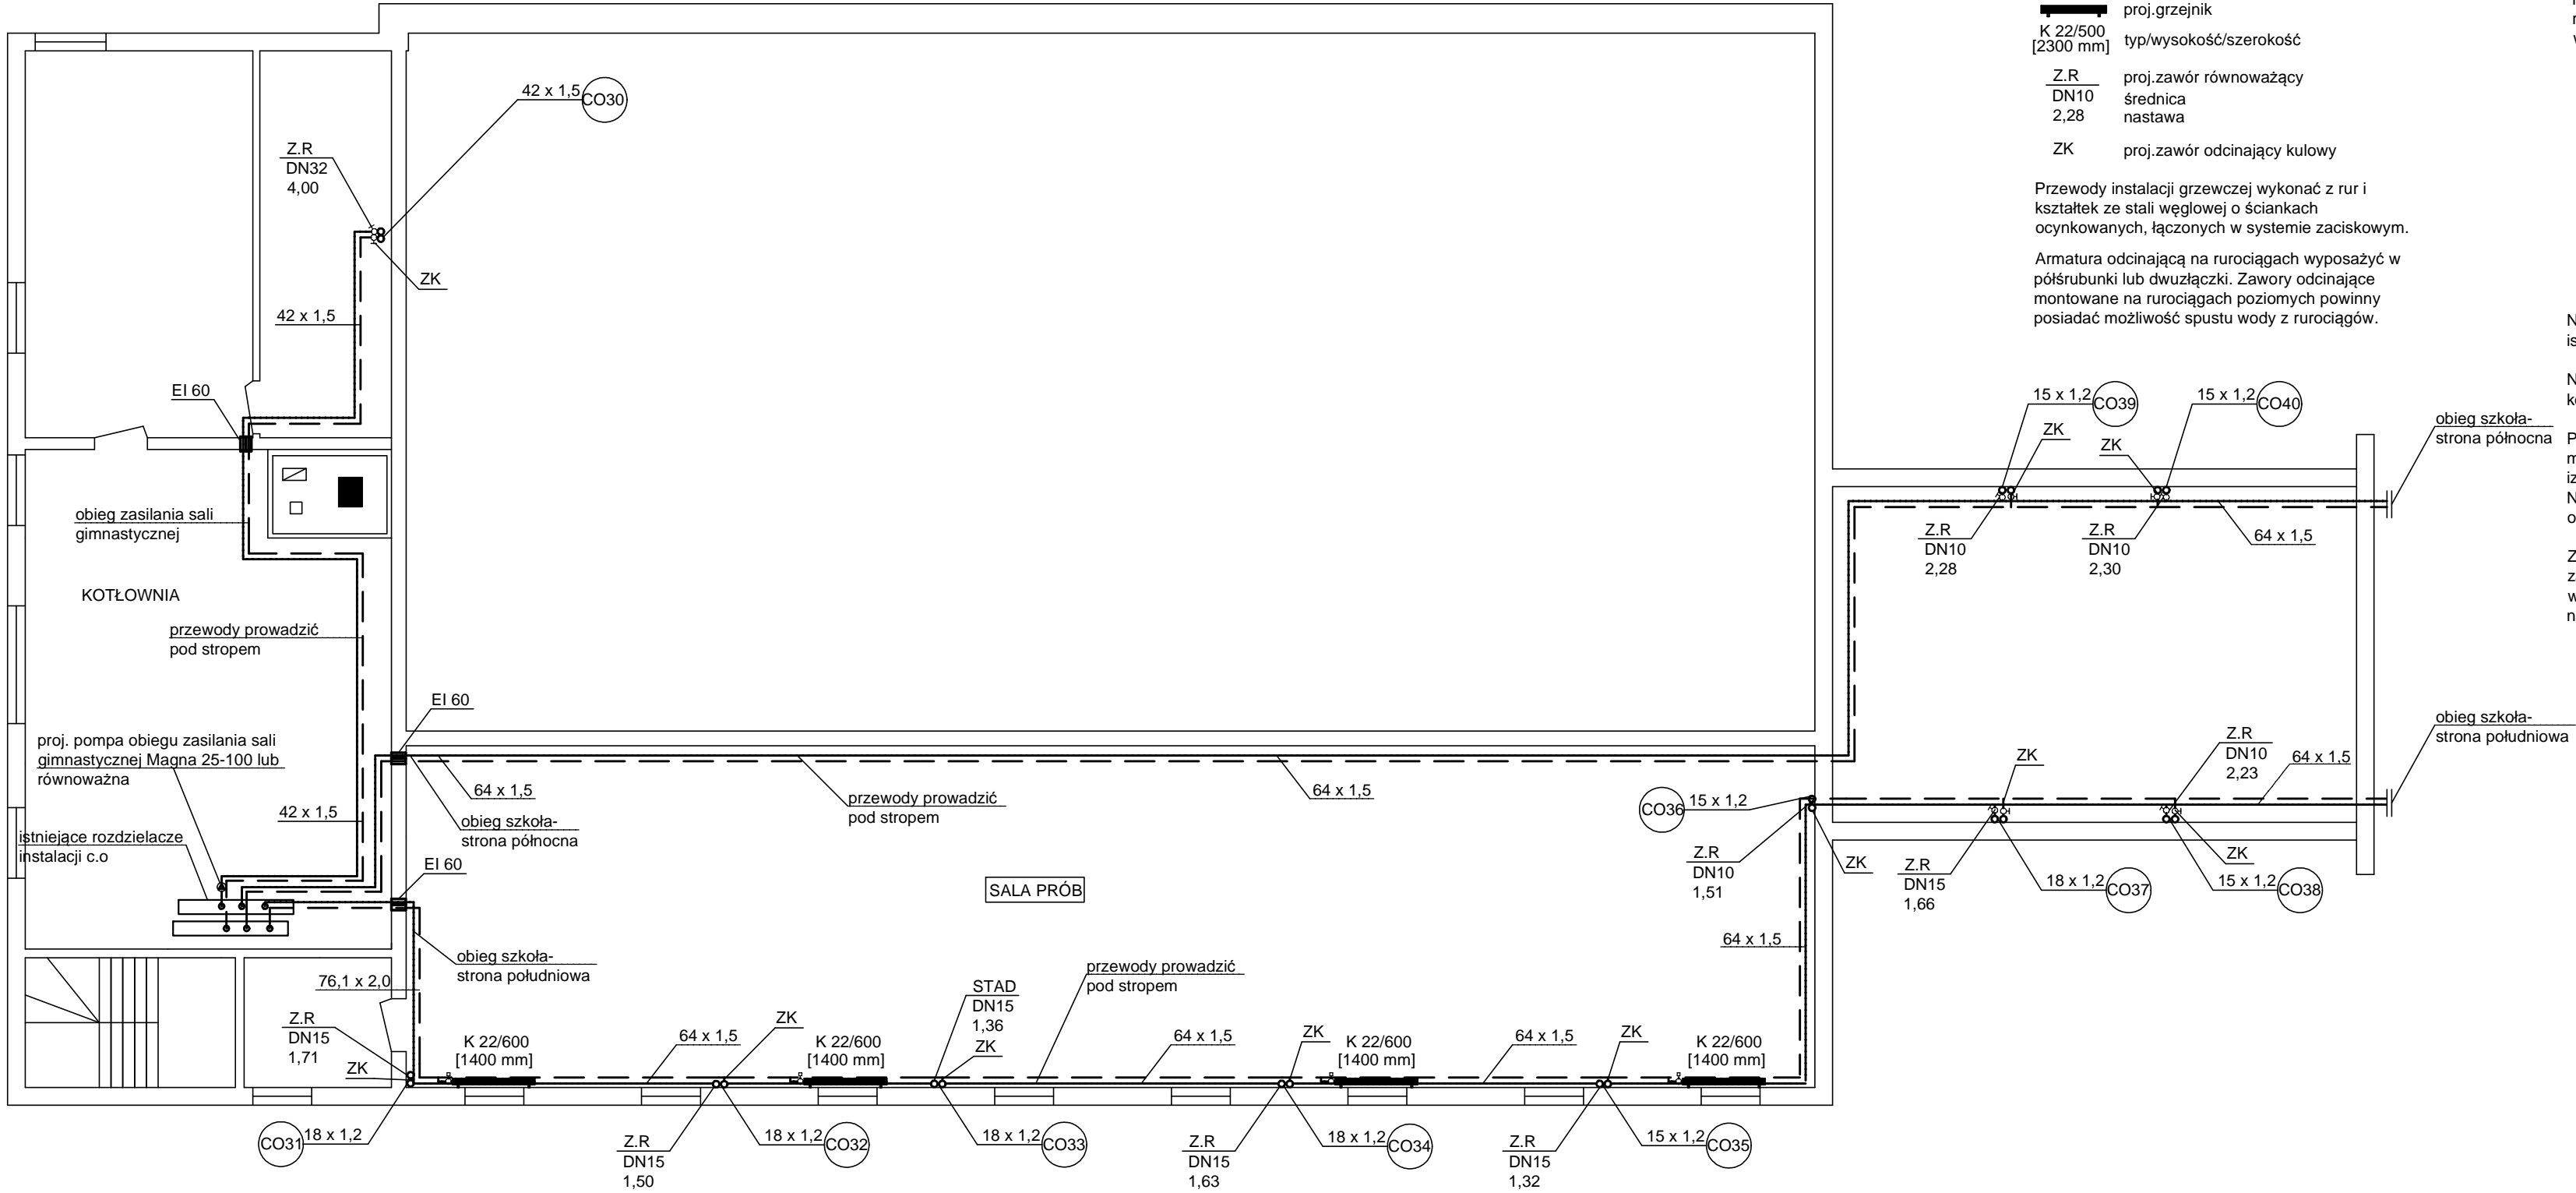 proj.grzejnik
K 22/500
[2300 mm]
typ/wysokość/szerokość
Z.R
DN10
2,28
proj.zawór równoważący
średnica
nastawa
ZK
proj.zawór odcinający kulowy
Przewody instalacji grzewczej wykonać z rur i
kształtek ze stali węglowej o ściankach
ocynkowanych, łączonych w systemie zaciskowym.
Armatura odcinającą na rurociągach wyposażyć w
półśrubunki lub dwuzłączki. Zawory odcinające
montowane na rurociągach poziomych powinny
posiadać możliwość spustu wody z rurociągów.
42 x 1,5
CO30
Z.R
DN32
4,00
ZK
42 x 1,5
EI 60
obieg zasilania sali
gimnastycznej
KOTŁOWNIA
przewody prowadzić
pod stropem
EI 60
proj. pompa obiegu zasilania sali
gimnastycznej Magna 25-100 lub
równoważna
42 x 1,5
istniejące rozdzielacze
instalacji c.o
64 x 1,5
obieg szkoła-
strona północna
przewody prowadzić
pod stropem
64 x 1,5
EI 60
SALA PRÓB
obieg szkoła-
strona południowa
76,1 x 2,0
Z.R
DN15
1,71
ZK
CO31
18 x 1,2
K 22/600
[1400 mm]
64 x 1,5
ZK
Z.R
DN15
1,50
18 x 1,2
CO32
K 22/600
[1400 mm]
STAD
DN15
1,36
ZK
18 x 1,2
CO33
przewody prowadzić
pod stropem
64 x 1,5
ZK
Z.R
DN15
1,63
18 x 1,2
CO34
K 22/600
[1400 mm]
64 x 1,5
ZK
Z.R
DN15
1,32
15 x 1,2
CO35
K 22/600
[1400 mm]
64 x 1,5
CO36
15 x 1,2
Z.R
DN10
1,51
ZK
15 x 1,2
CO39
ZK
Z.R
DN10
2,28
15 x 1,2
CO40
ZK
Z.R
DN10
2,30
64 x 1,5
obieg szkoła-
strona północna
obieg szkoła-
strona południowa
ZK
Z.R
DN15
1,66
18 x 1,2
CO37
Z.R
DN10
2,23
64 x 1,5
ZK
15 x 1,2
CO38